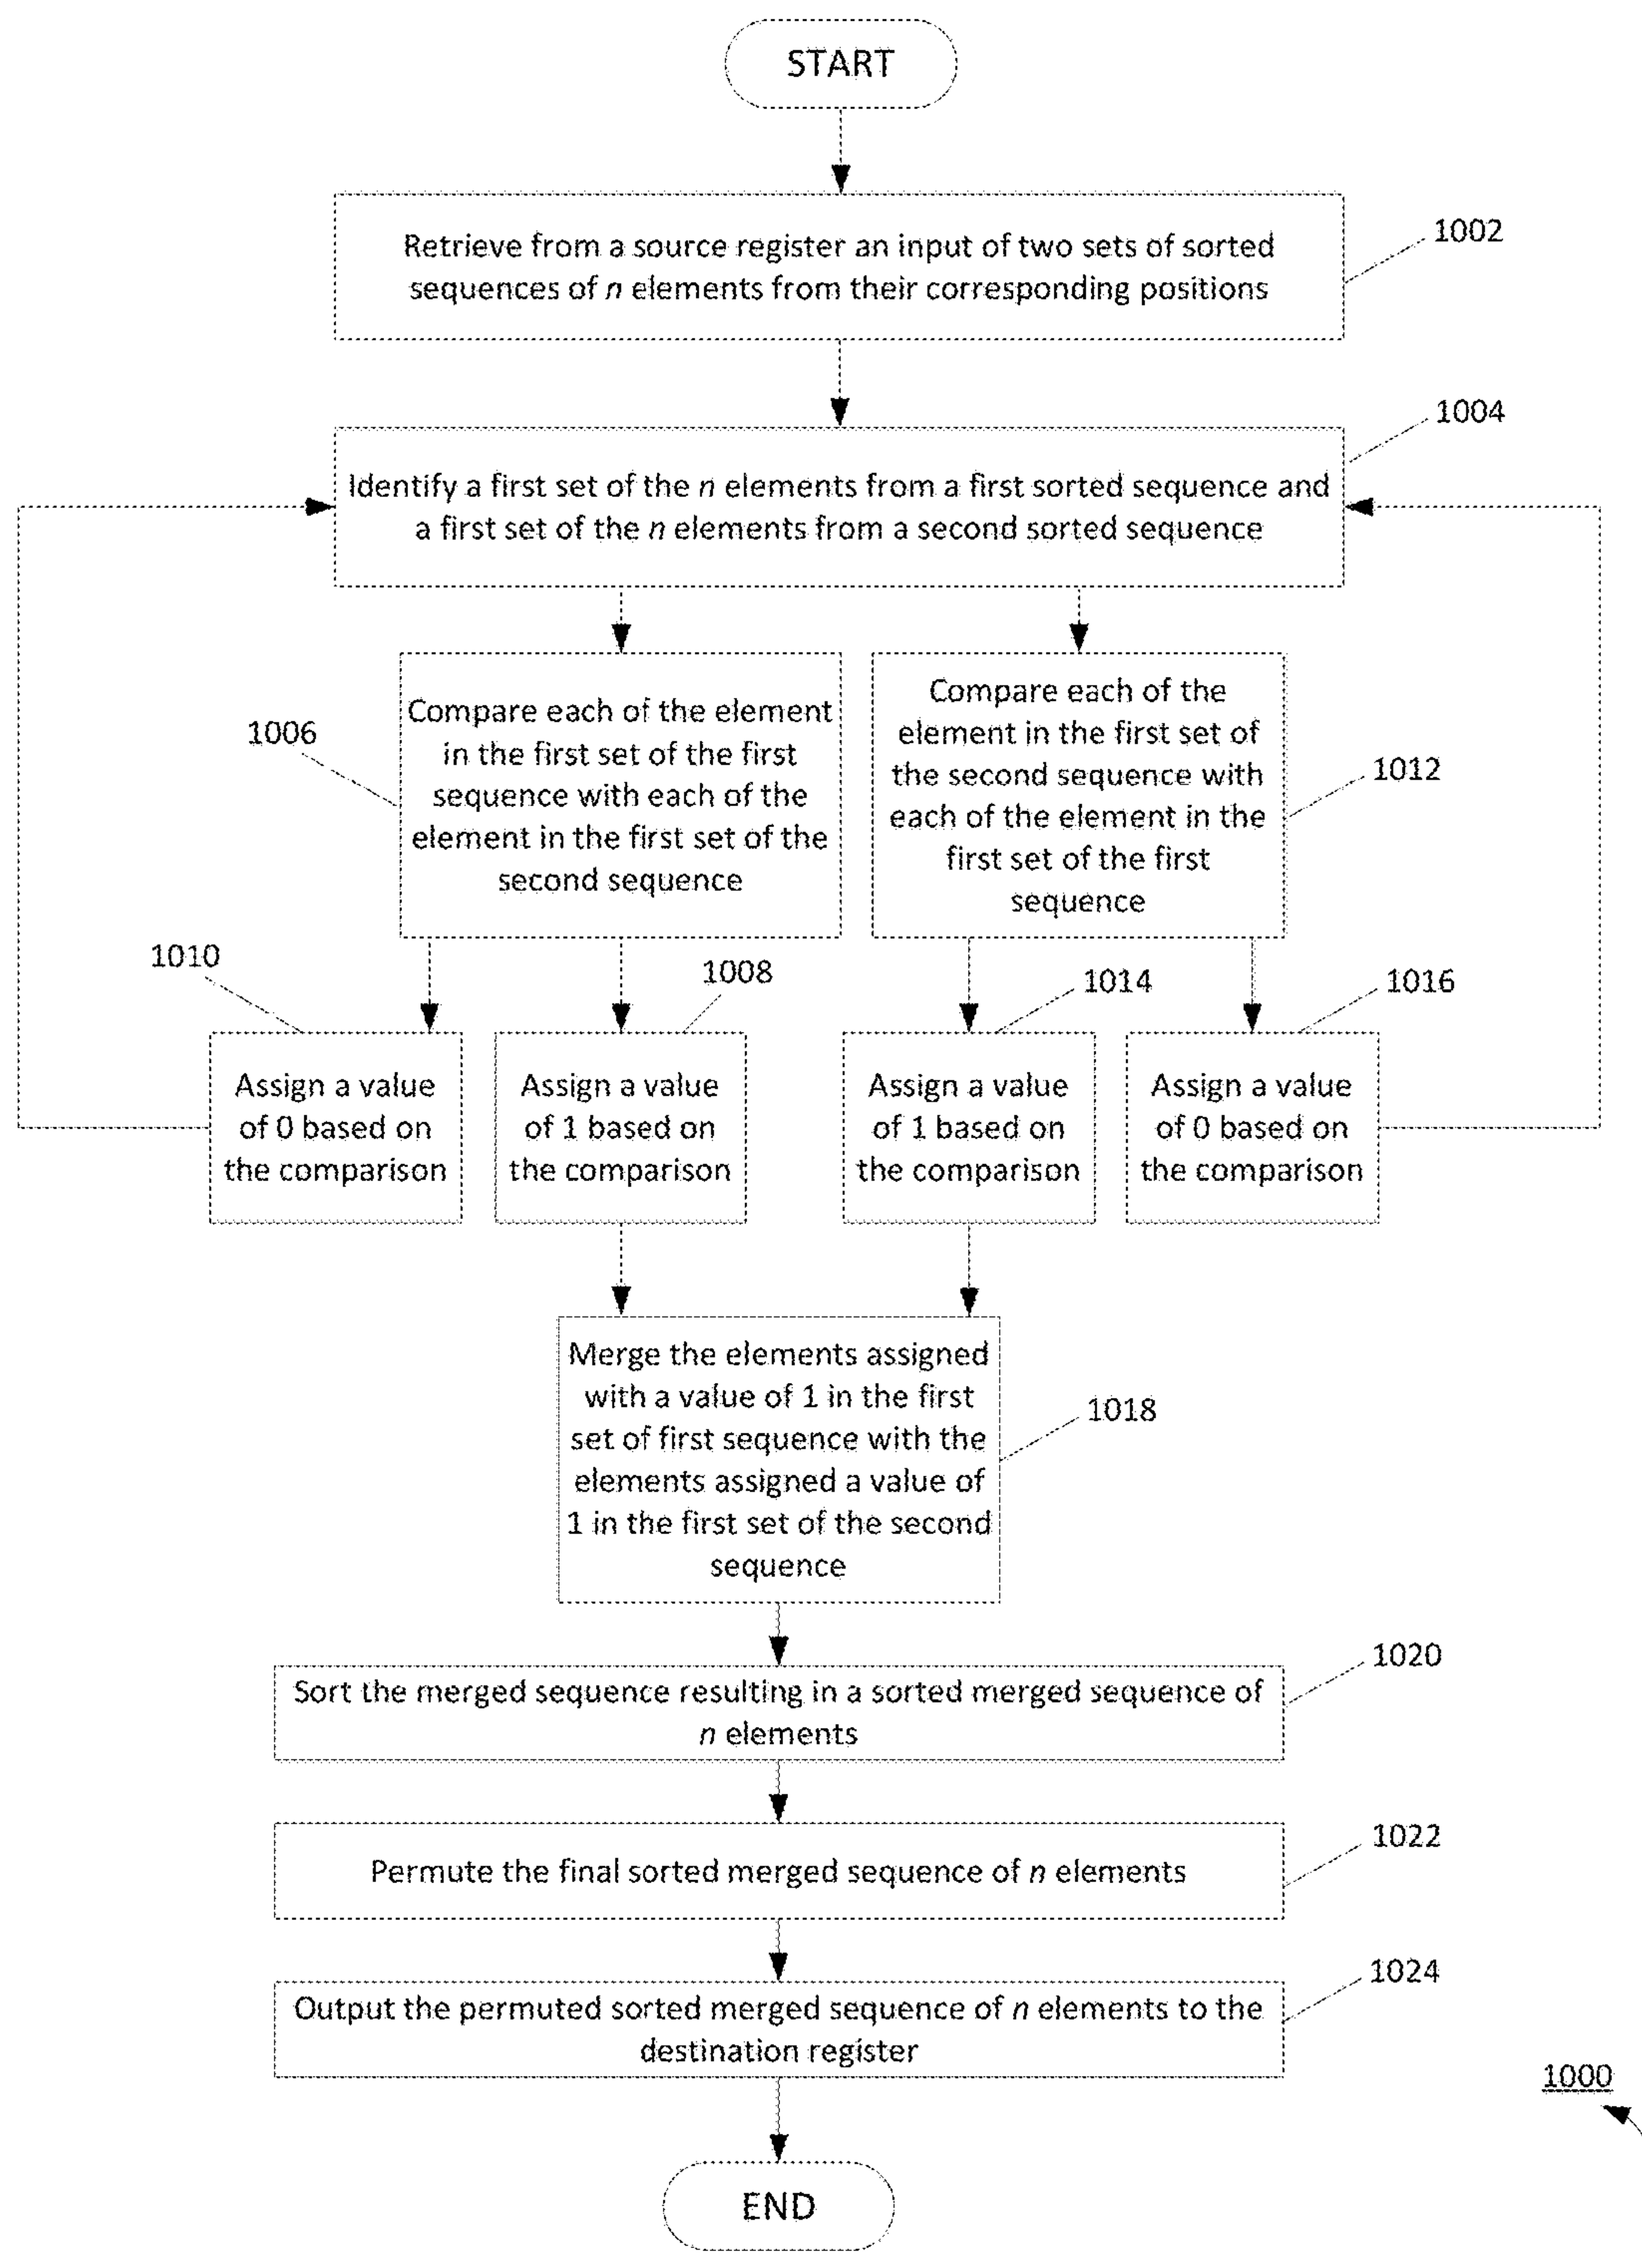 START
Retrieve from a source register an input of two sets of sorted
sequences of n elements from their corresponding positions
1002
1004
Identify a first set of the n elements from a first sorted sequence and
a first set of the n elements from a second sorted sequence
1006
Compare each of the element
in the first set of the first
sequence with each of the
element in the first set of the
second sequence
Compare each of the
element in the first set of
the second sequence with
each of the element in the
first set of the first
sequence
1012
1010
1008
1014
1016
Assign a value
of 0 based on
the comparison
Assign a value
of 1 based on
the comparison
Assign a value
of 1 based on
the comparison
Assign a value
of 0 based on
the comparison
Merge the elements assigned
with a value of 1 in the first
set of first sequence with the
elements assigned a value of
1 in the first set of the second
sequence
1018
1020
Sort the merged sequence resulting in a sorted merged sequence of
n elements
1022
Permute the final sorted merged sequence of n elements
1024
Output the permuted sorted merged sequence of n elements to the
destination register
1000
END